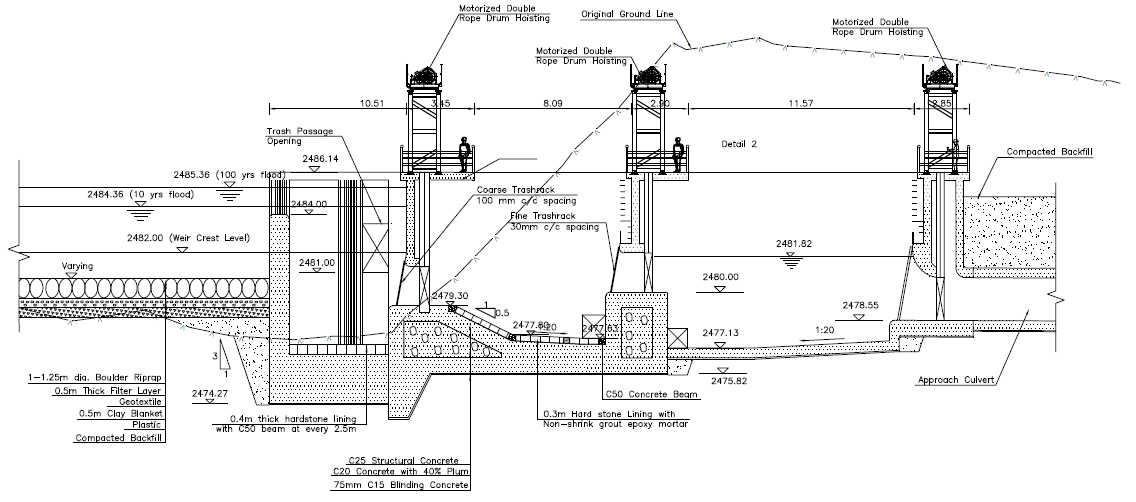 Motorized Double
Rope Drum Hoisting
Original Ground Line
Motorized Double
Rope Drum Hoisting
Motorized Double
Rope Drum Hoisting
10.51
3.45
8.09
2.90
11.57
2.85
Trash Passage
Opening
Detail 2
Compacted Backfill
2486.14
2485.36 (100 yrs flood)
2484.36 (10 yrs flood)
2484.00
Coarse Trashrack
100 mm c/c spacing
Fine Trashrack
30mm c/c spacing
2482.00 (Weir Crest Level)
2481.82
2481.00
Varying
2480.00
2479.30
1
0.5
2478.55
2477.80
1:20
2477.63
2477.13
1:20
3
1
2475.82
2474.27
Approach Culvert
1-1.25m dia. Boulder Riprap
0.5m Thick Filter Layer
Geotextile
0.5m Clay Blanket
Plastic
Compacted Backfill
0.4m thick hardstone lining
with C50 beam at every 2.5m
C50 Concrete Beam
0.3m Hard stone Lining with
Non-shrink grout epoxy mortar
C25 Structural Concrete
C20 Concrete with 40% Plum
75mm C15 Blinding Concrete